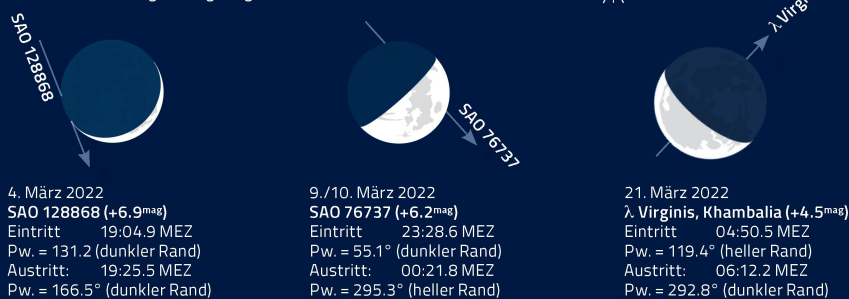 SAO 128868
SAO 76737
λ Virg
4. März 2022
SAO 128868 (+6.9mag)
Eintritt 19:04.9 MEZ
Pw. = 131.2 (dunkler Rand)
Austritt: 19:25.5 MEZ
Pw. = 166.5° (dunkler Rand)
9./10. März 2022
SAO 76737 (+6.2mag)
Eintritt 23:28.6 MEZ
Pw. = 55.1° (dunkler Rand)
Austritt: 00:21.8 MEZ
Pw. = 295.3° (heller Rand)
21. März 2022
λ Virginis, Khambalia (+4.5mag)
Eintritt 04:50.5 MEZ
Pw. = 119.4° (heller Rand)
Austritt: 06:12.2 MEZ
Pw. = 292.8° (dunkler Rand)